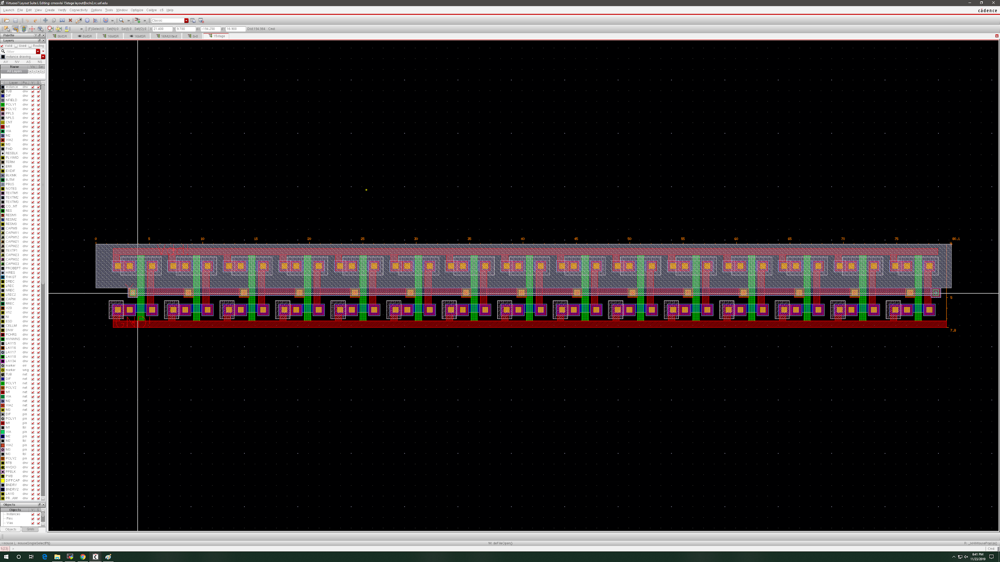 Virtuoso? Layout Suite L Editing: cmosvlsi 15stage layout@scln2.rc.usf.edu
Launch File Edit View Create Verify Connectivity Options Tools Window Optimize Calibre c5 Help
cādence
Classic
(F)Select:0 Sel(N):0 Sel(I):0 Sel(O):0 X 21.400 Y 9.700 dX -194.250 dY 16.900 Dist:194.984 Cmd:
Palette
8bitSR 8bitSR 16bitSR 16bitSR 16MUXtest 8x8 15stage
Layers
Valid Used Routing
Filter
instance drawing
AV NV AS NS
Name Vis Sel
All Layers
Layer Pu... V S
instance drw
TUB drw
DIF drw
NFIELD drw
POLY1 drw
POLY2 drw
PPLS drw
NPLS drw
CNT drw
M1 drw
VIA drw
M2 drw
VIA2 drw
M3 drw
PAD drw
RESBLK drw
PLYIMID drw
TERM drw
ERR drw
EXDIF drw
BLKMK drw
BJTM drw
PBUS drw
NOTES drw
TEXTM1 drw
TEXTM2 drw
TEXTM3 drw
CO...NT drw
RES drw
RESM1 drw
RESM2 drw
RESM3 drw
CAPM9 drw
CAPM11 drw
CAPM12 drw
CAPM21 drw
CAPM22 drw
TEXTP1 drw
CAPM23 drw
CAPM32 drw
CAPM33 drw
PROBEPT drw
HIRES drw
THKGT drw
DREC drw
LREC drw
NREC drw
LREC2 drw
CAPM drw
RREC drw
V20 drw
V12 drw
NI drw
ESD drw
CELLM drw
DNW drw
PCHRS drw
HVNMNS drw
LAY15 drw
LAY16 drw
LAY17 drw
LAY18 drw
LAY34 drw
marker err
marker wng
TUB net
DIF net
POLY1 net
POLY2 net
M1 net
VIA net
M2 net
VIA2 net
M3 net
DIF pin
POLY1 pin
M1 pin
M1 lbl
VIA pin
M2 pin
M2 lbl
VIA2 pin
M3 pin
M3 lbl
POLY2 pin
RTB drw
HVDIO drw
PPBLK drw
PWB drw
DIFFCAP drw
BNDRY drw
BNDRY2 drw
LAY0 drw
PR...AM drw
0 5 10 15 20 25 30 35 40 45 50 55 60 65 70 75 80.1
5
7.8
Objects
Objects V S
Instances
Pins
Vias
Objects Grids
mouse L: mouseSingleSelectPt() M: deFileOpen() R: _lxHiMousePopUp()
1(23) > Cmd:
6:41 PM
11/23/2019